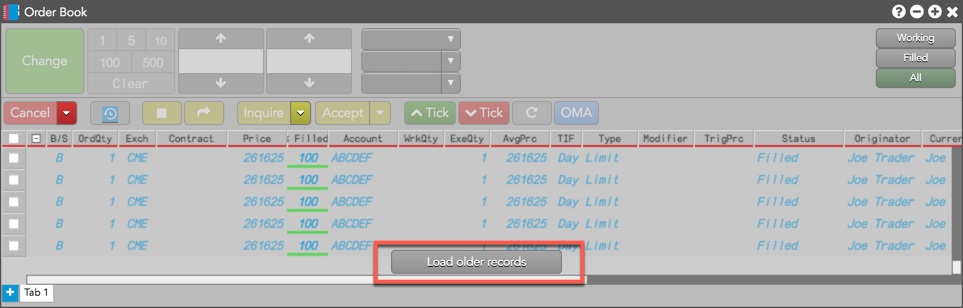 Order Book
Change
1 5 10
100 500
Clear
Working
Filled
All
Cancel Inquire Accept Tick Tick OMA
B/S OrdQty Exch Contract Price % Filled Account WrkQty ExeQty AvgPrc TIF Type Modifier TrigPrc Status Originator Curren
B 1 CME 261625 100 ABCDEF 1 261625 Day Limit Filled Joe Trader Joe
B 1 CME 261625 100 ABCDEF 1 261625 Day Limit Filled Joe Trader Joe
B 1 CME 261625 100 ABCDEF 1 261625 Day Limit Filled Joe Trader Joe
B 1 CME 261625 100 ABCDEF 1 261625 Day Limit Filled Joe Trader Joe
B 1 CME 261625 100 ABCDEF 1 261625 Day Limit Filled Joe Trader Joe
Load older records
Tab 1